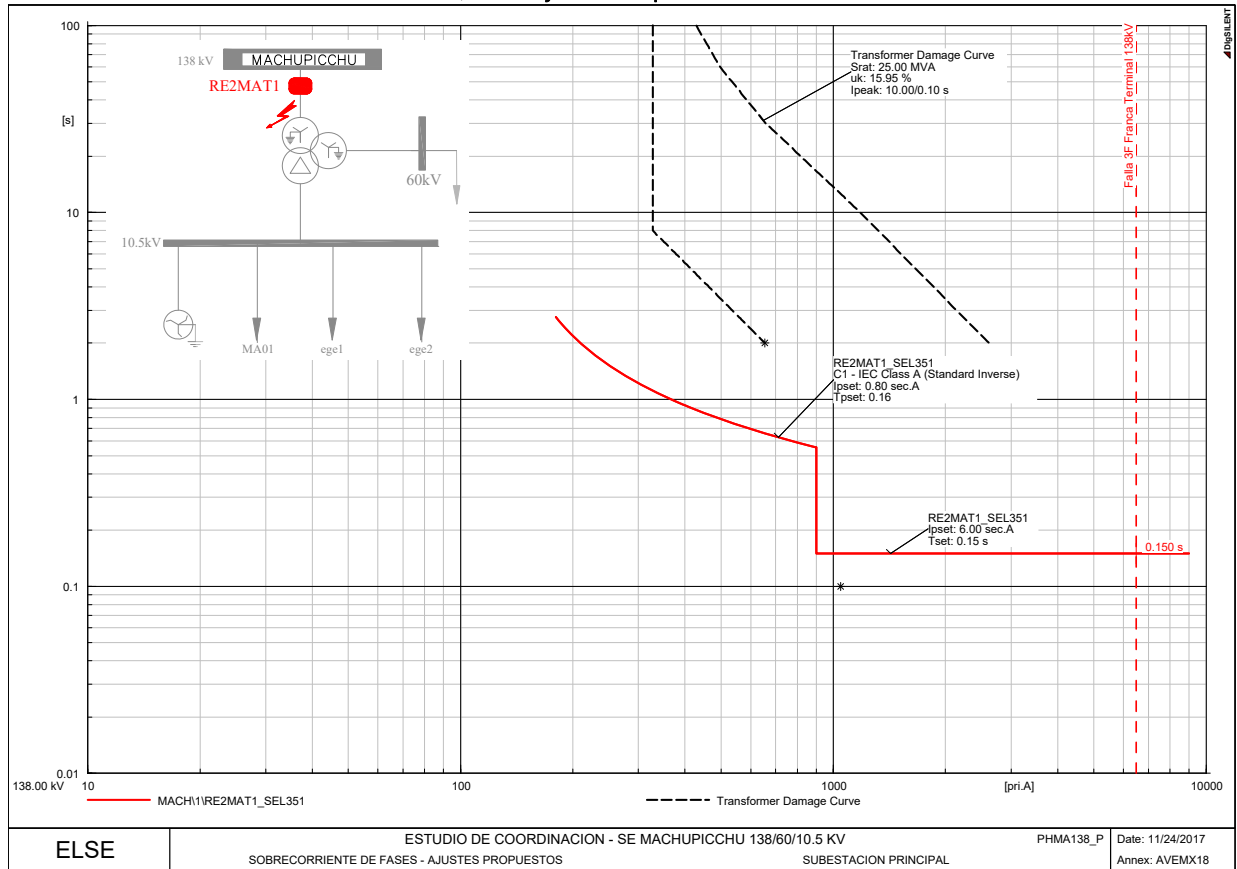 100
10
1
0.1
0.01
[s]
138.00 kV
10
100
1000
[pri.A]
10000
138 kV
MACHUPICCHU
RE2MAT1
60kV
10.5kV
MA01
ege1
ege2
Transformer Damage Curve
Srat: 25.00 MVA
uk: 15.95 %
Ipeak: 10.00/0.10 s
Falla 3F Franca Terminal 138kV
DIgSILENT
RE2MAT1_SEL351
C1 - IEC Class A (Standard Inverse)
Ipset: 0.80 sec.A
Tpset: 0.16
RE2MAT1_SEL351
Ipset: 6.00 sec.A
Tset: 0.15 s
0.150 s
MACH\1\RE2MAT1_SEL351
Transformer Damage Curve
ELSE
ESTUDIO DE COORDINACION - SE MACHUPICCHU 138/60/10.5 KV
SOBRECORRIENTE DE FASES - AJUSTES PROPUESTOS
SUBESTACION PRINCIPAL
PHMA138_P
Date: 11/24/2017
Annex: AVEMX18